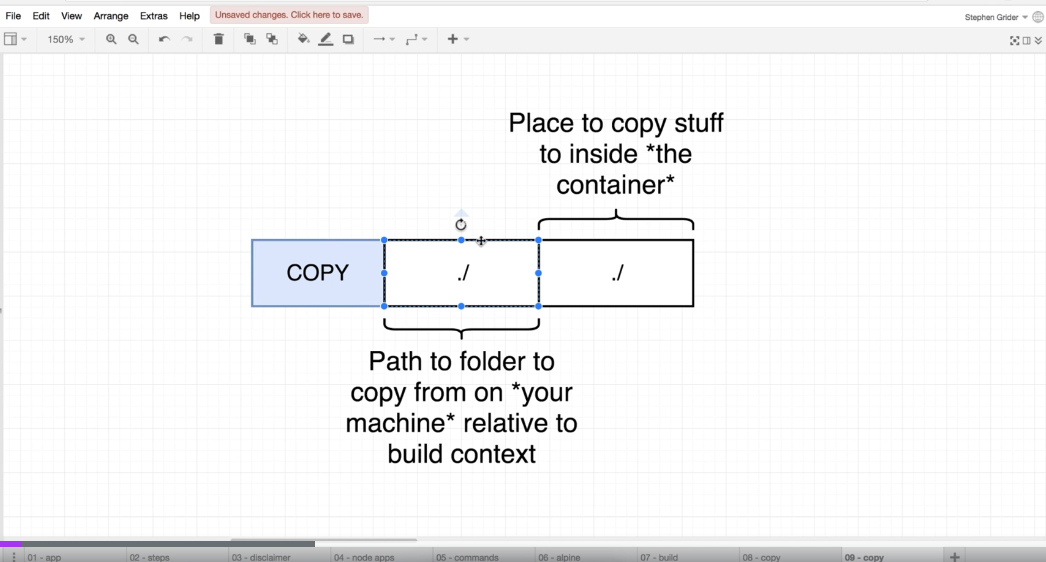 File Edit View Arrange Extras Help Unsaved changes. Click here to save. Stephen Grider
150%
Place to copy stuff
to inside *the
container*
COPY ./ ./
Path to folder to
copy from on *your
machine* relative to
build context
01 - app 02 - steps 03 - disclaimer 04 - node apps 05 - commands 06 - alpine 07 - build 08 - copy 09 - copy